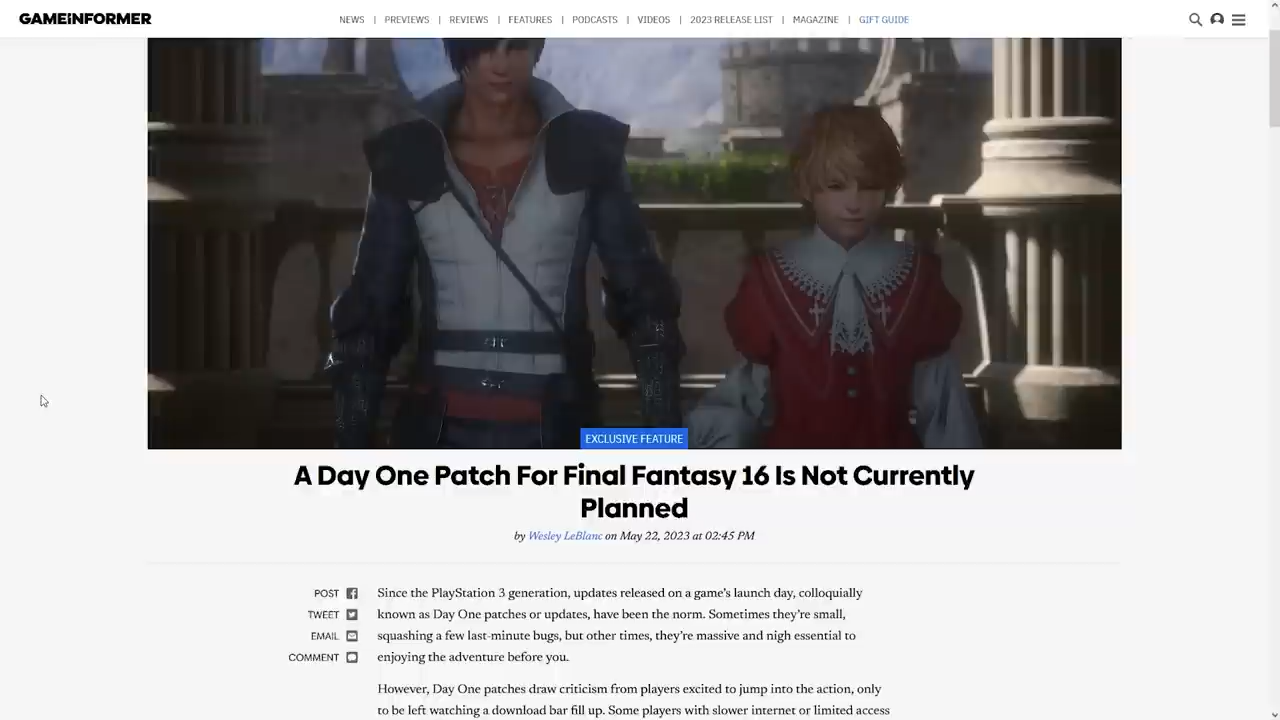 GAMEINFORMER
NEWS | PREVIEWS | REVIEWS | FEATURES | PODCASTS | VIDEOS | 2023 RELEASE LIST | MAGAZINE | GIFT GUIDE
EXCLUSIVE FEATURE
A Day One Patch For Final Fantasy 16 Is Not Currently
Planned
by Wesley LeBlanc on May 22, 2023 at 02:45 PM
POST
TWEET
EMAIL
COMMENT
Since the PlayStation 3 generation, updates released on a game's launch day, colloquially
known as Day One patches or updates, have been the norm. Sometimes they're small,
squashing a few last-minute bugs, but other times, they're massive and nigh essential to
enjoying the adventure before you.
However, Day One patches draw criticism from players excited to jump into the action, only
to be left watching a download bar fill up. Some players with slower internet or limited access